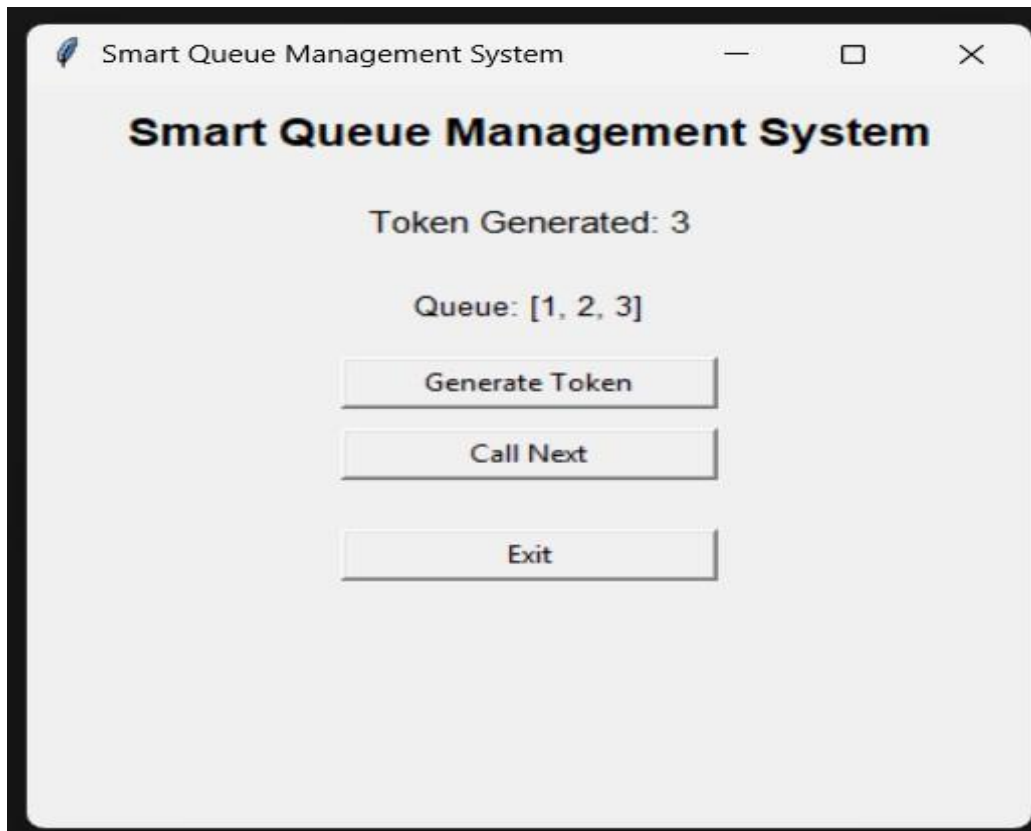 Smart Queue Management System
Smart Queue Management System
Token Generated: 3
Queue: [1, 2, 3]
Generate Token
Call Next
Exit